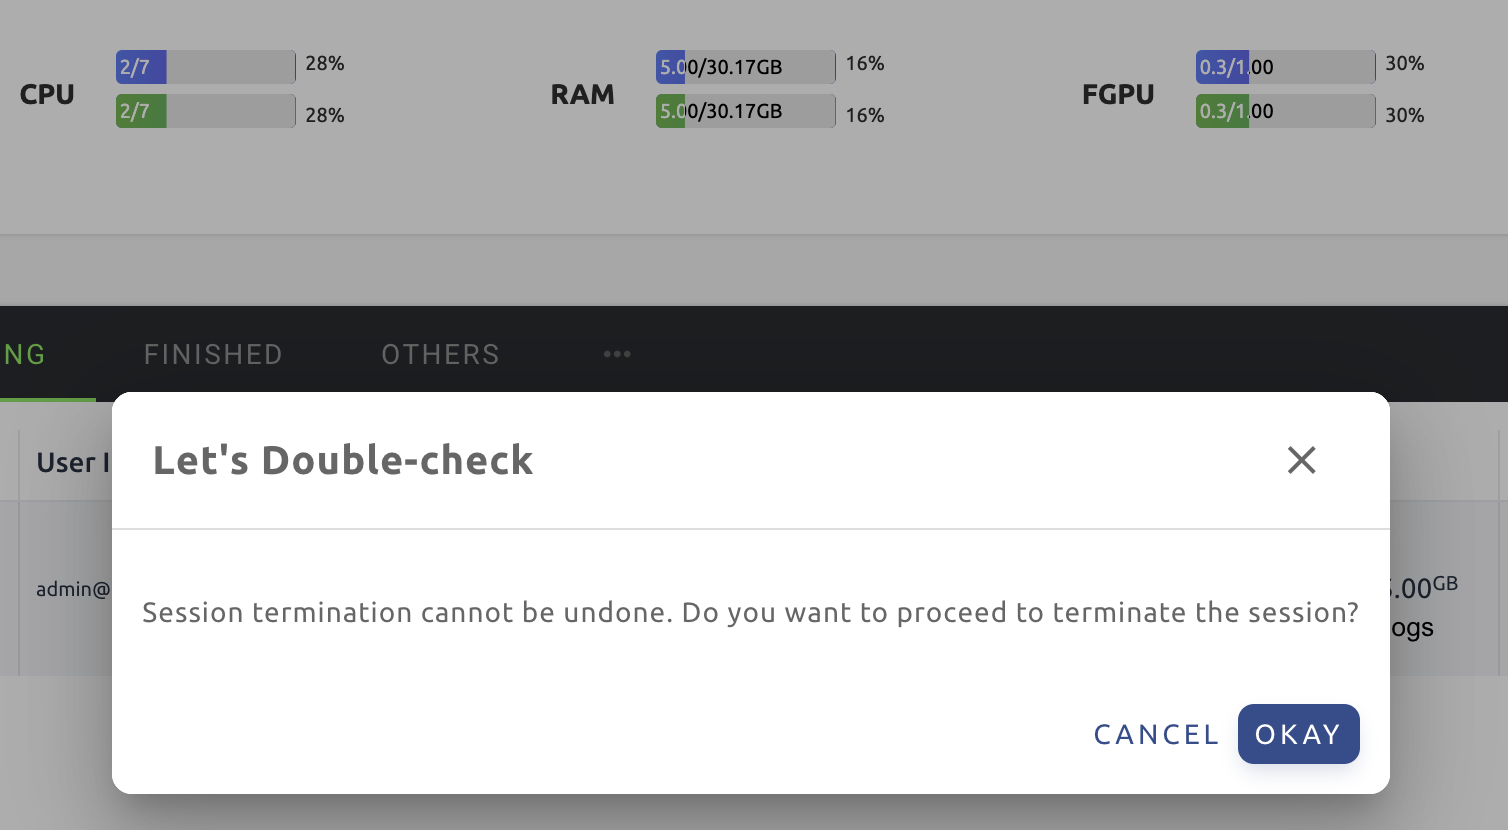 CPU
2/7 28%
2/7 28%
RAM
5.00/30.17GB 16%
5.00/30.17GB 16%
FGPU
0.3/1.00 30%
0.3/1.00 30%
NG FINISHED OTHERS ...
User I
admin@
Let's Double-check
Session termination cannot be undone. Do you want to proceed to terminate the session?
CANCEL OKAY
5.00GB
ogs